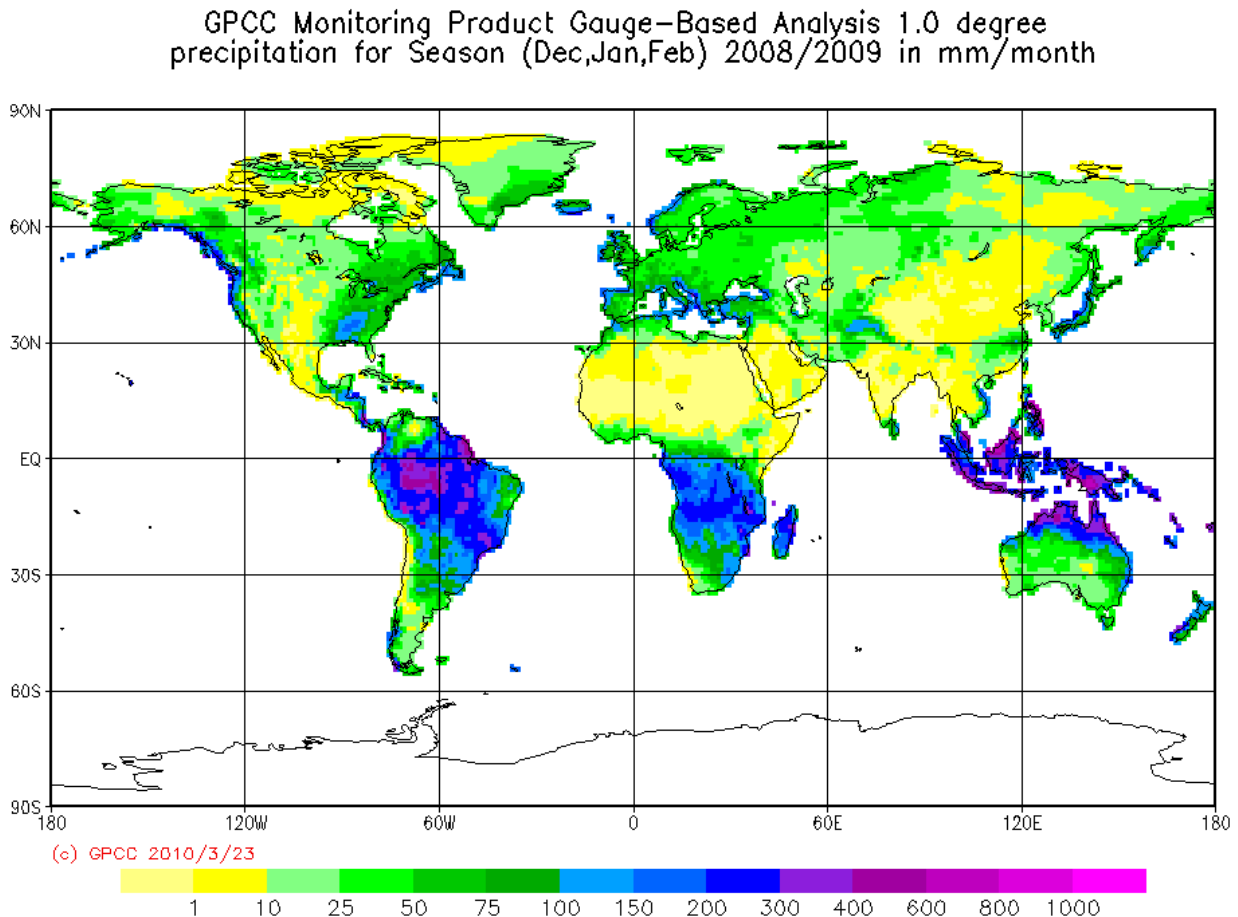 GPCC Monitoring Product Gauge-Based Analysis 1.0 degree
precipitation for Season (Dec,Jan,Feb) 2008/2009 in mm/month
90N
60N
30N
EQ
30S
60S
90S
180 120W 60W 0 60E 120E 180
(c) GPCC 2010/3/23
1 10 25 50 75 100 150 200 300 400 600 800 1000